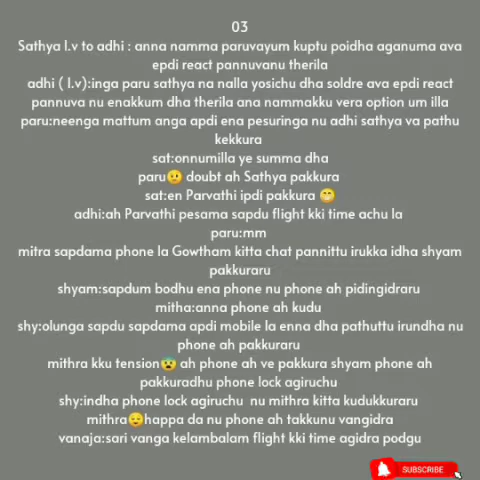 03
Sathya I.v to adhi : anna namma paruvayum kuptu poidha aganuma ava
epdi react pannuvanu therila
adhi ( I.v):inga paru sathya na nalla yosichu dha soldre ava epdi react
pannuva nu enakkum dha therila ana nammakku vera option um illa
paru:neenga mattum anga apdi ena pesuringa nu adhi sathya va pathu
kekkura
sat:onnumilla ye summa dha
paru🤨 doubt ah Sathya pakkura
sat:en Parvathi ipdi pakkura 😁
adhi:ah Parvathi pesama sapdu flight kki time achu la
paru:mm
mitra sapdama phone la Gowtham kitta chat pannittu irukka idha shyam
pakkuraru
shyam:sapdum bodhu ena phone nu phone ah pidingidraru
mitha:anna phone ah kudu
shy:olunga sapdu sapdama apdi mobile la enna dha pathuttu irundha nu
phone ah pakkuraru
mithra kku tension😨 ah phone ah ve pakkura shyam phone ah
pakkuradhu phone lock agiruchu
shy:indha phone lock agiruchu nu mithra kitta kudukkuraru
mithra😌happa da nu phone ah takkunu vangidra
vanaja:sari vanga kelambalam flight kki time agidra podgu
SUBSCRIBE